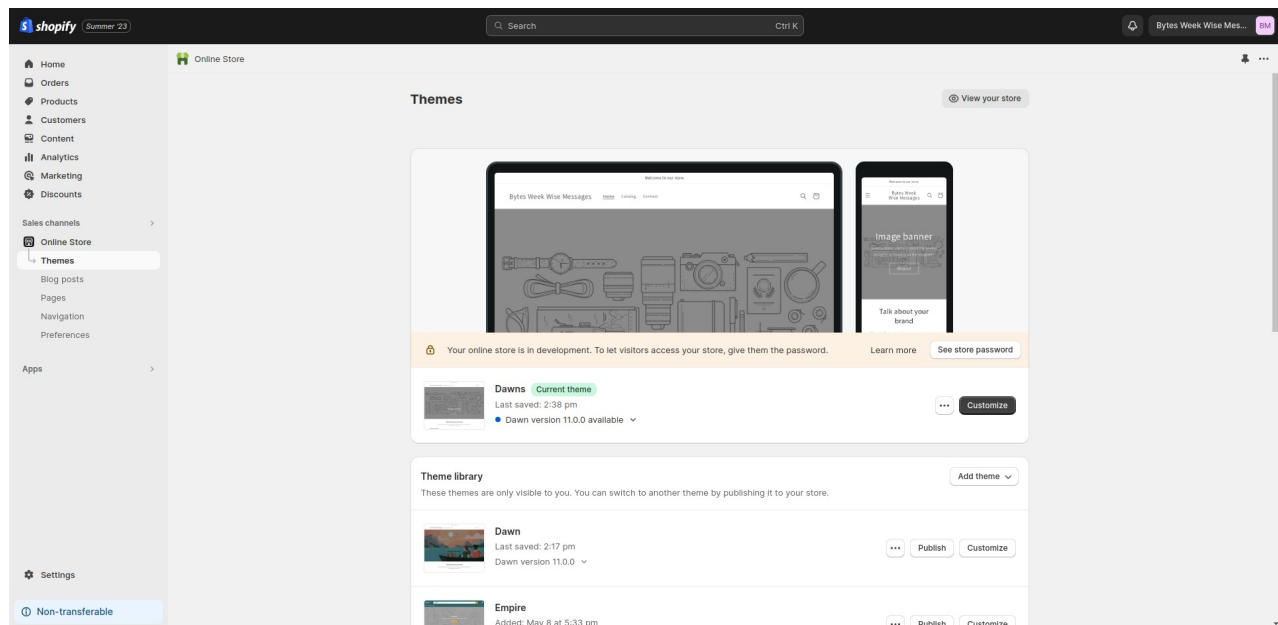 shopify Summer '23
Search Ctrl K
Bytes Week Wise Mes... BM
Home
Orders
Products
Customers
Content
Analytics
Marketing
Discounts
Sales channels
Online Store
Themes
Blog posts
Pages
Navigation
Preferences
Apps
Settings
Non-transferable
Online Store
Themes
View your store
Welcome to our store
Bytes Week Wise Messages Home Catalog Contact
Welcome to our store
Bytes Week
Wise Messages
Image banner
Talk about your
brand
Your online store is in development. To let visitors access your store, give them the password. Learn more See store password
Dawns Current theme
Last saved: 2:38 pm
Dawn version 11.0.0 available
Customize
Theme library
Add theme
These themes are only visible to you. You can switch to another theme by publishing it to your store.
Dawn
Last saved: 2:17 pm
Dawn version 11.0.0
Publish Customize
Empire
Added: May 8 at 5:33 pm
Publish Customize